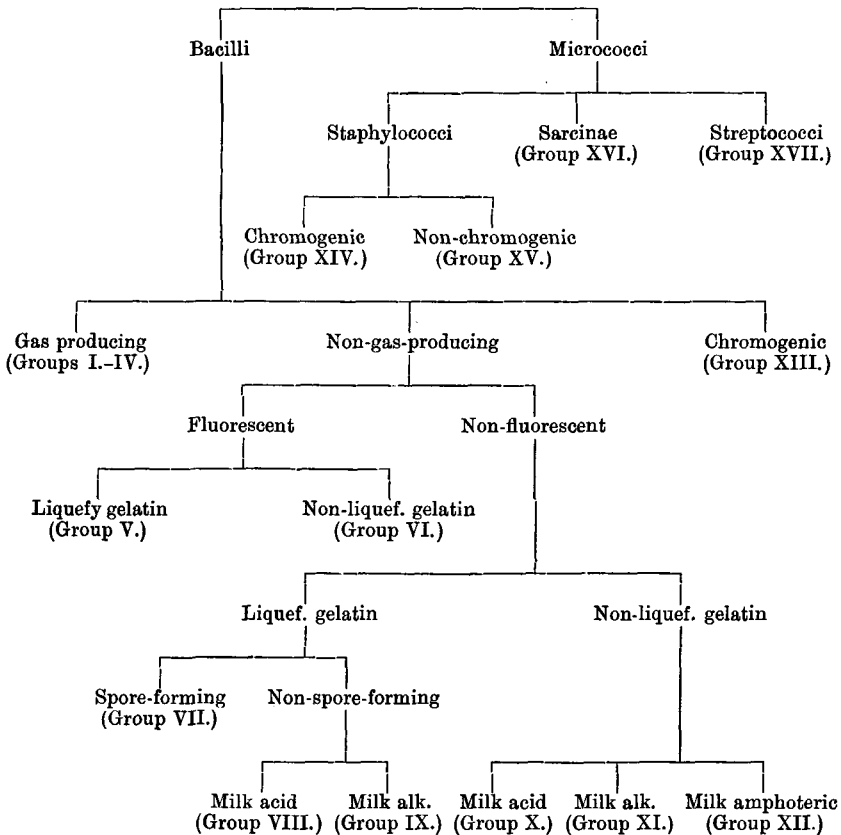 Bacilli Micrococci
Staphylococci Sarcinae Streptococci
(Group XVI.) (Group XVII.)
Chromogenic Non-chromogenic
(Group XIV.) (Group XV.)
Gas producing Non-gas-producing Chromogenic
(Groups I.-IV.) (Group XIII.)
Fluorescent Non-fluorescent
Liquefy gelatin Non-liquef. gelatin
(Group V.) (Group VI.)
Liquef. gelatin Non-liquef. gelatin
Spore-forming Non-spore-forming
(Group VII.)
Milk acid Milk alk. Milk acid Milk alk. Milk amphoteric
(Group VIII.) (Group IX.) (Group X.) (Group XI.) (Group XII.)